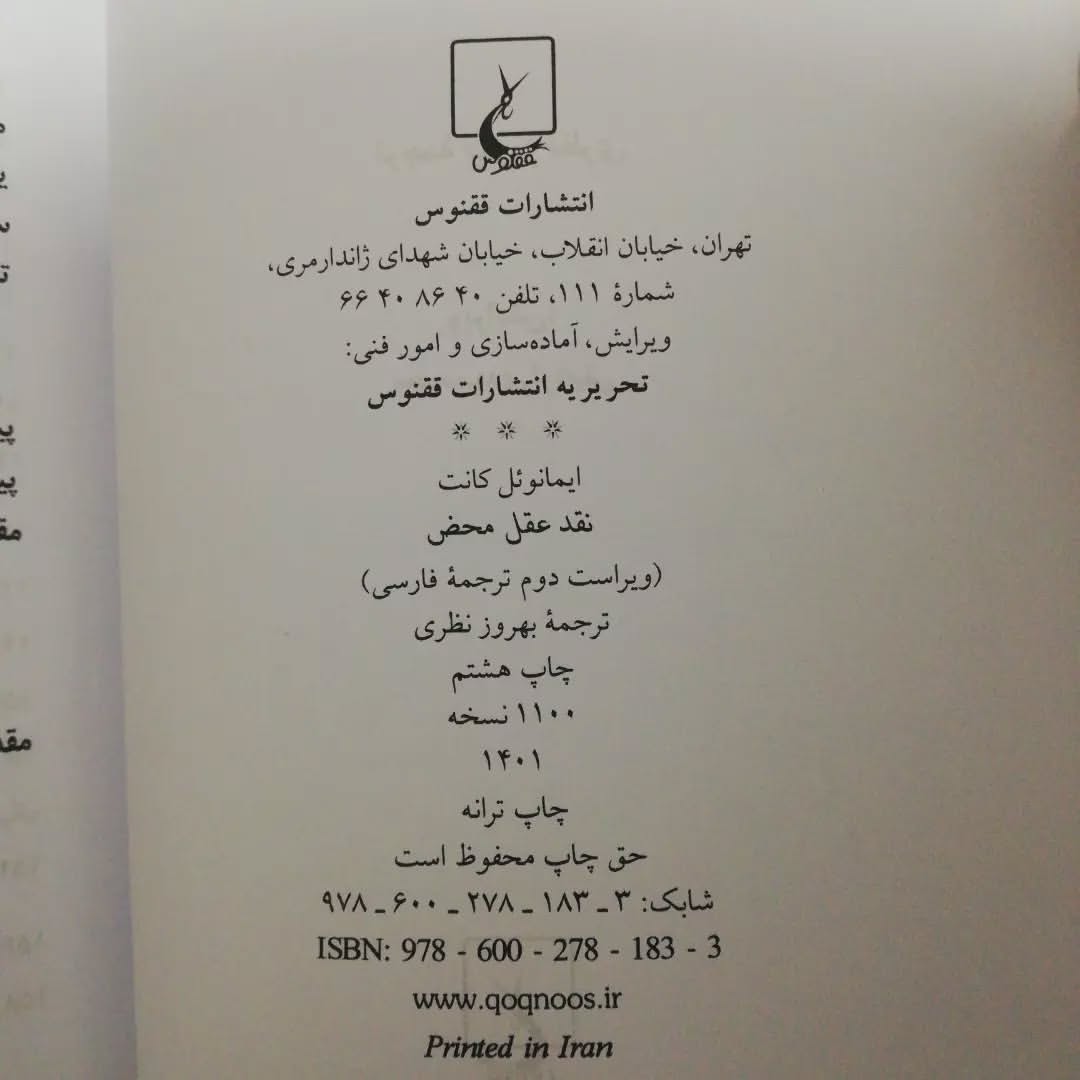 ققنوس
انتشارات ققنوس
تهران، خیابان انقلاب، خیابان شهدای ژاندارمری،
شمارهٔ ۱۱۱، تلفن ۴۰ ۸۶ ۴۰ ۶۶
ویرایش، آماده‌سازی و امور فنی:
تحریریه انتشارات ققنوس
* * *
ایمانوئل کانت
نقد عقل محض
(ویراست دوم ترجمهٔ فارسی)
ترجمهٔ بهروز نظری
چاپ هشتم
۱۱۰۰ نسخه
۱۴۰۱
چاپ ترانه
حق چاپ محفوظ است
شابک: ۳ ـ ۱۸۳ ـ ۲۷۸ ـ ۶۰۰ ـ ۹۷۸
ISBN: 978 - 600 - 278 - 183 - 3
www.qoqnoos.ir
Printed in Iran